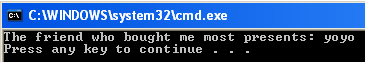 C:\WINDOWS\system32\cmd.exe
The friend who bought me most presents: yoyo
Press any key to continue . . .